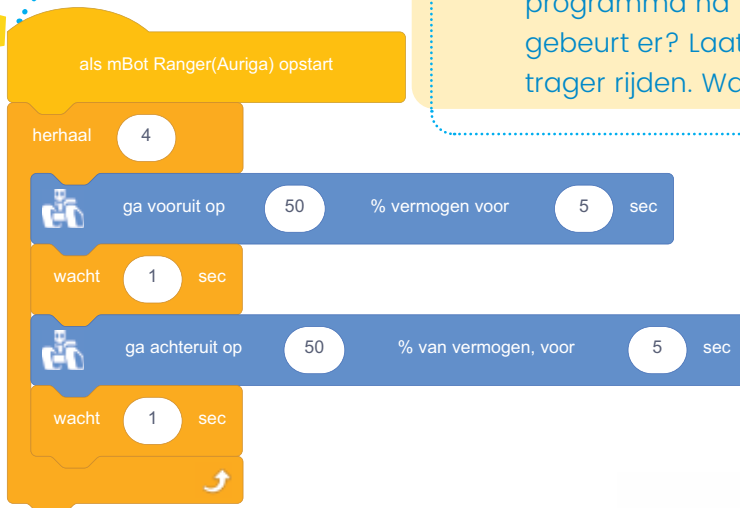 programma na
gebeurt er? Laat
trager rijden.
als mBot Ranger(Auriga) opstart
herhaal 4
ga vooruit op 50 % vermogen voor 5 sec
wacht 1 sec
ga achteruit op 50 % van vermogen, voor 5 sec
wacht 1 sec